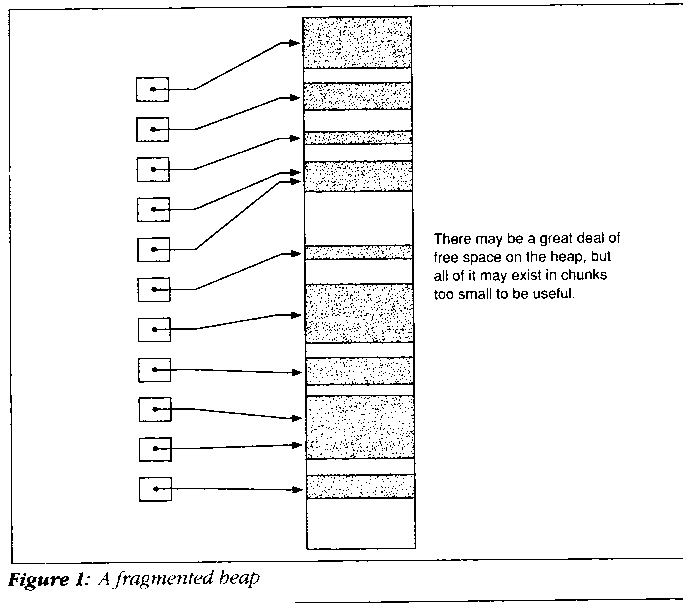 There may be a great deal of
free space on the heap, but
all of it may exist in chunks
too small to be useful.
Figure 1: A fragmented heap